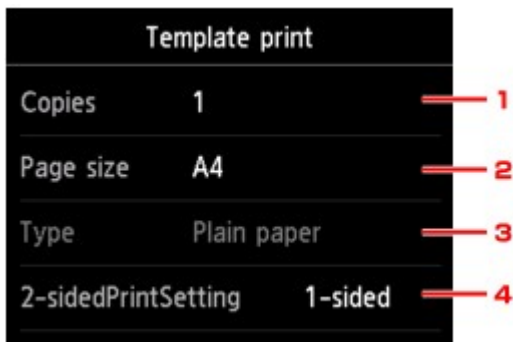 Template print
Copies 1 1
Page size A4 2
Type Plain paper 3
2-sidedPrintSetting 1-sided 4